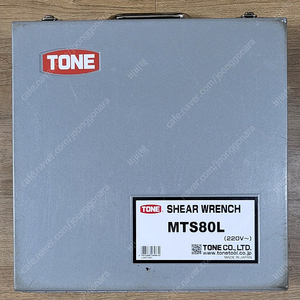 TONE
TONE SHEAR WRENCH
MTS80L
(220V~)
TONE CO., LTD.
www.tonetool.co.jp
MADE IN JAPAN